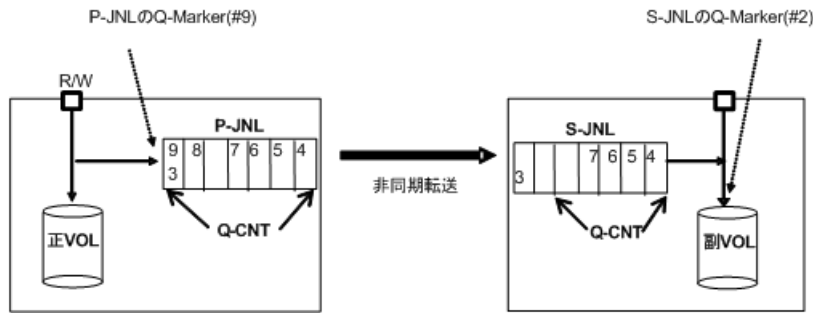 P-JNLのQ-Marker(#9)
S-JNLのQ-Marker(#2)
R/W
P-JNL
9 8 7 6 5 4
3
Q-CNT
正VOL
非同期転送
S-JNL
7 6 5 4
3
Q-CNT
副VOL